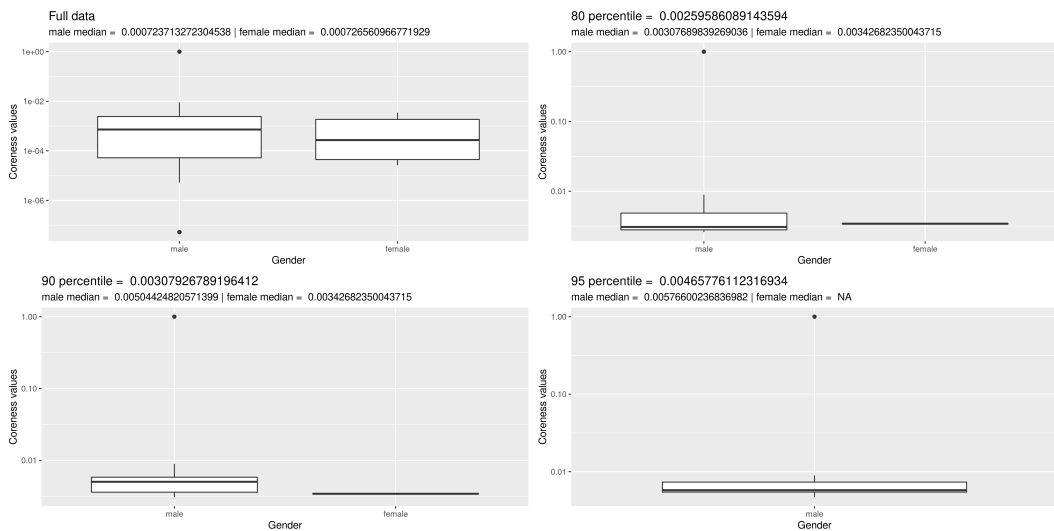 Full data
male median = 0.000723713272304538 | female median = 0.000726560966771929
Coreness values
1e+00
1e-02
1e-04
1e-06
male
female
Gender
80 percentile = 0.00259586089143594
male median = 0.00307689839269036 | female median = 0.00342682350043715
Coreness values
1.00
0.10
0.01
male
female
Gender
90 percentile = 0.00307926789196412
male median = 0.00504424820571399 | female median = 0.00342682350043715
Coreness values
1.00
0.10
0.01
male
female
Gender
95 percentile = 0.00465776112316934
male median = 0.00576600236836982 | female median = NA
Coreness values
1.00
0.10
0.01
male
Gender